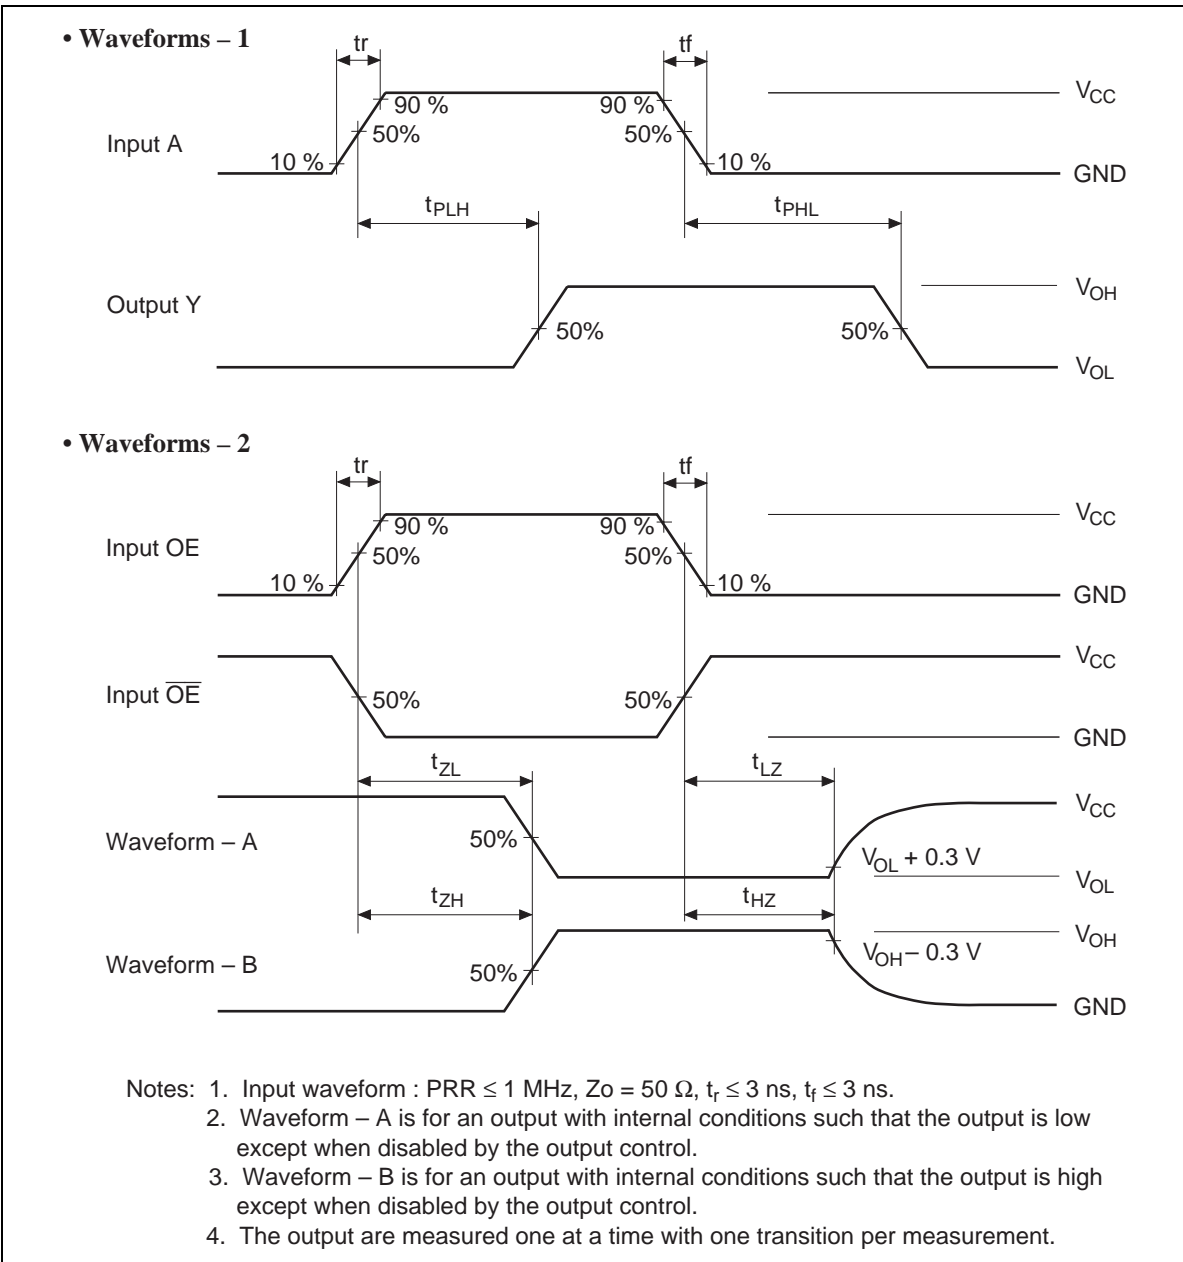 • Waveforms – 1
tr
tf
90 %
90 %
VCC
Input A
50%
50%
10 %
10 %
GND
tPLH
tPHL
Output Y
VOH
50%
50%
VOL
• Waveforms – 2
tr
tf
90 %
90 %
VCC
Input OE
50%
50%
10 %
10 %
GND
VCC
Input O̅E̅
50%
50%
GND
tZL
tLZ
VCC
Waveform – A
50%
VOL + 0.3 V
VOL
tZH
tHZ
VOH
Waveform – B
50%
VOH – 0.3 V
GND
Notes: 1. Input waveform : PRR ≤ 1 MHz, Zo = 50 Ω, tr ≤ 3 ns, tf ≤ 3 ns.
2. Waveform – A is for an output with internal conditions such that the output is low
except when disabled by the output control.
3. Waveform – B is for an output with internal conditions such that the output is high
except when disabled by the output control.
4. The output are measured one at a time with one transition per measurement.